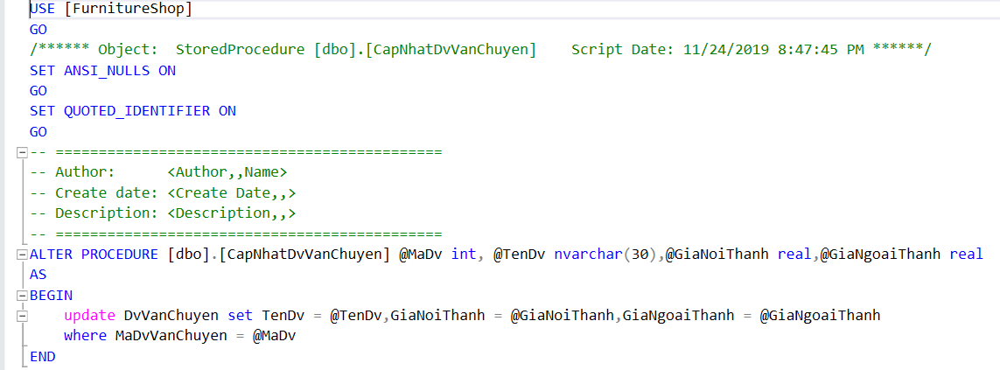 USE [FurnitureShop]
GO
/****** Object:  StoredProcedure [dbo].[CapNhatDvVanChuyen]    Script Date: 11/24/2019 8:47:45 PM ******/
SET ANSI_NULLS ON
GO
SET QUOTED_IDENTIFIER ON
GO
-- =============================================
-- Author:      <Author,,Name>
-- Create date: <Create Date,,>
-- Description: <Description,,>
-- =============================================
ALTER PROCEDURE [dbo].[CapNhatDvVanChuyen] @MaDv int, @TenDv nvarchar(30),@GiaNoiThanh real,@GiaNgoaiThanh real
AS
BEGIN
    update DvVanChuyen set TenDv = @TenDv,GiaNoiThanh = @GiaNoiThanh,GiaNgoaiThanh = @GiaNgoaiThanh
    where MaDvVanChuyen = @MaDv
END